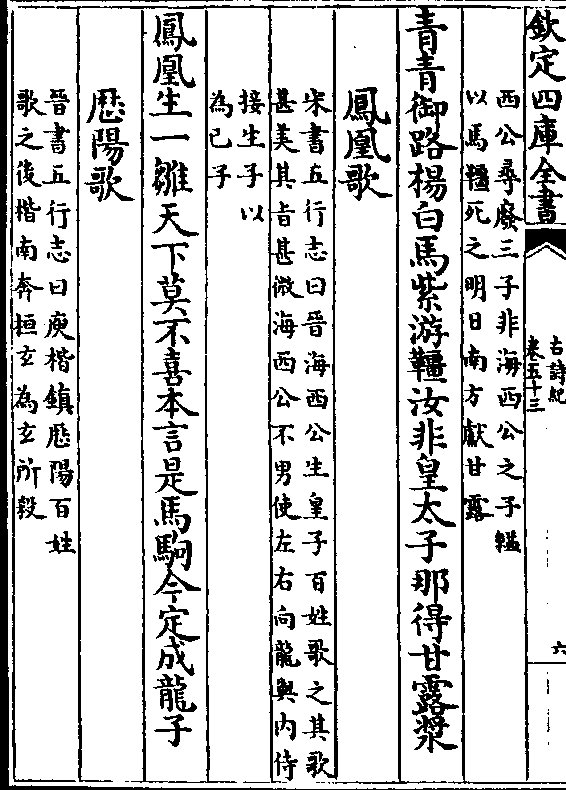 欽定四庫全書
古詩紀
卷五十三
六
西公尋廢三子非海西公之子縊
以馬韁死之明日南方獻甘露
青青御路楊白馬紫游韁汝非皇太子那得甘露漿
鳳凰歌
宋書五行志曰晉海西公生皇子百姓歌之其歌
甚美其旨甚微海西公不男使左右向龍與內侍
接生子以
為己子
鳳凰生一雛天下莫不喜本言是馬駒今定成龍子
歴陽歌
晉書五行志曰庾楷鎮歴陽百姓
歌之後楷南奔桓玄為玄所殺